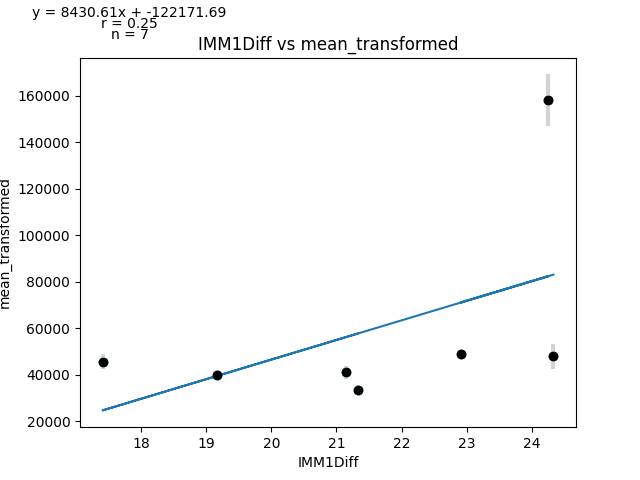 y = 8430.61x + -122171.69
r = 0.25
n = 7
IMM1Diff vs mean_transformed
160000
140000
120000
100000
80000
60000
40000
20000
mean_transformed
18 19 20 21 22 23 24
IMM1Diff